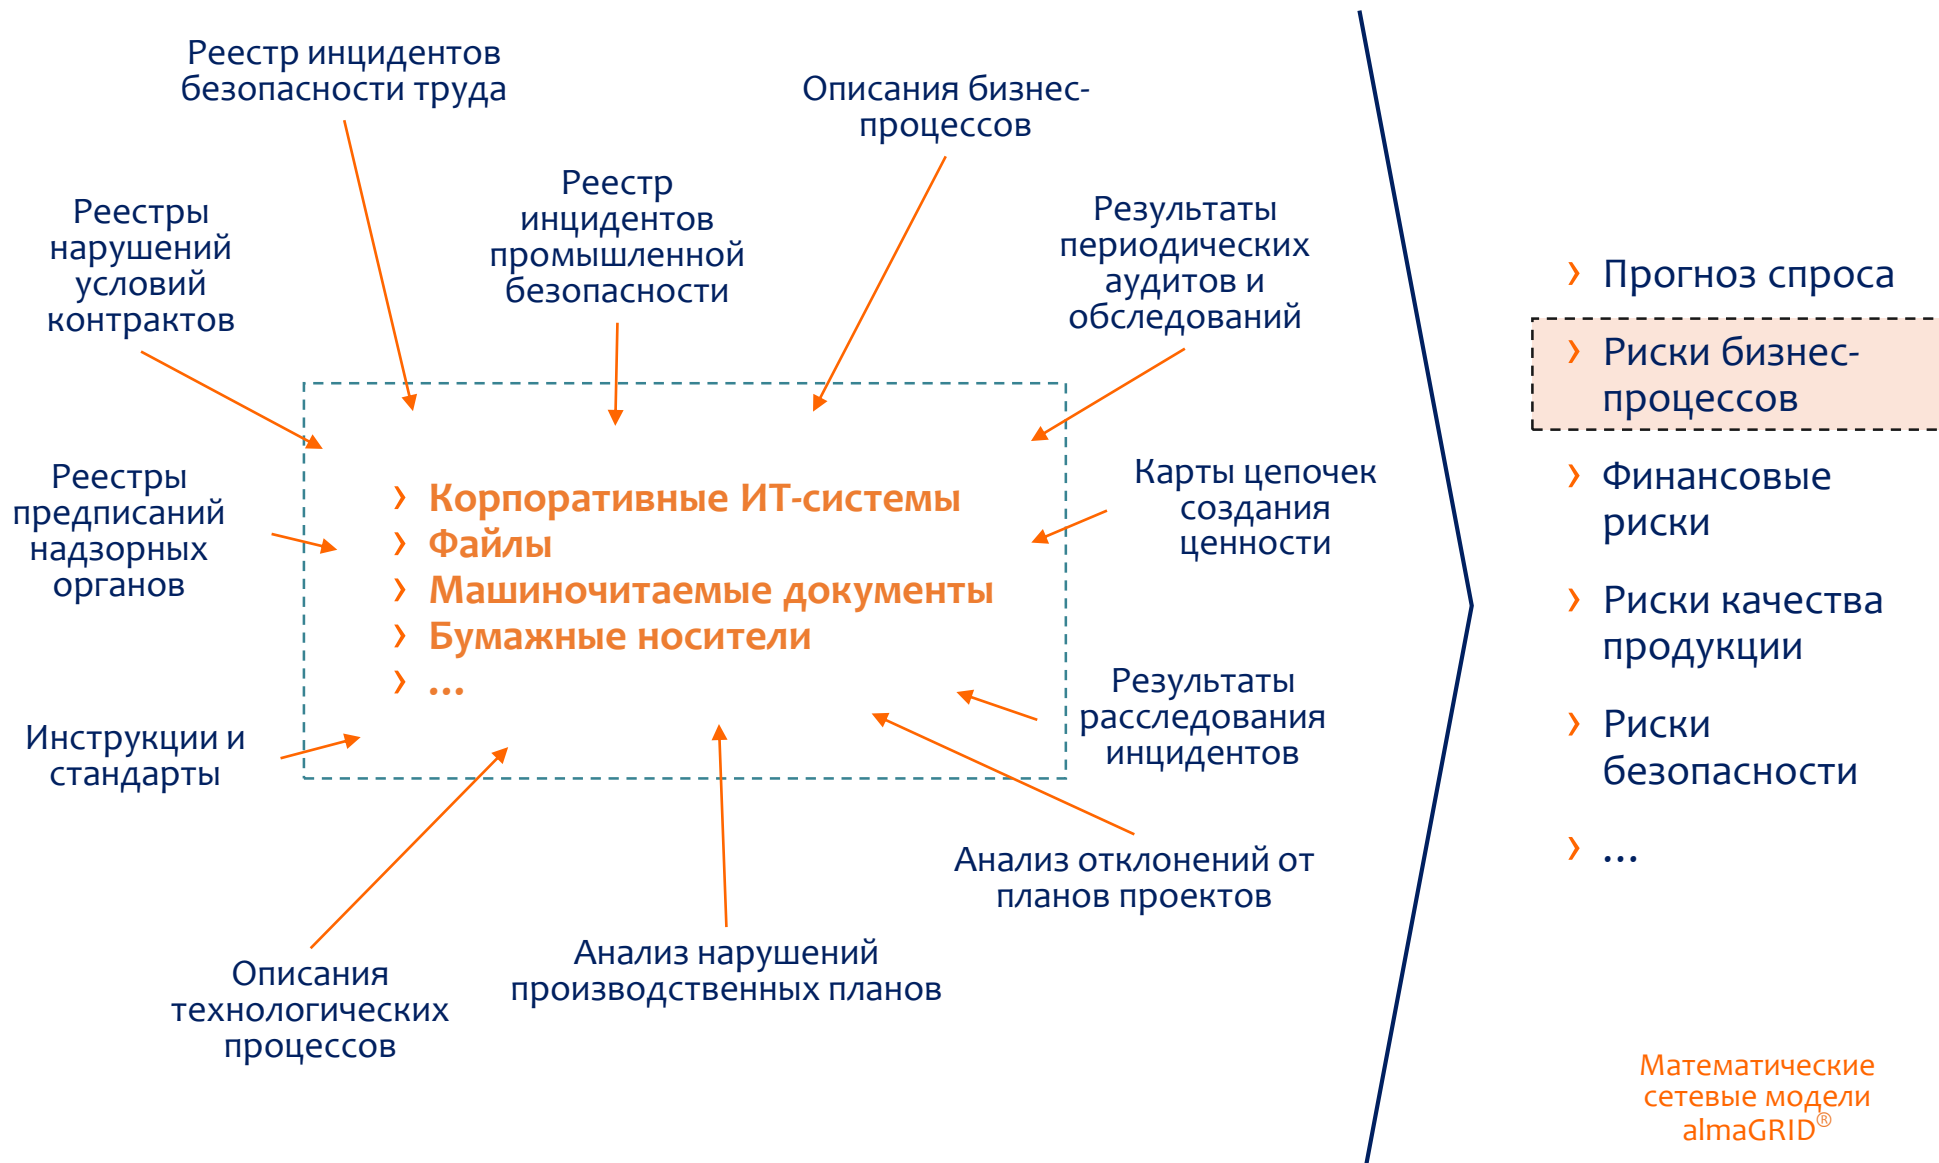 Реестр инцидентов
безопасности труда
Описания бизнес-
процессов
Реестр
инцидентов
промышленной
безопасности
Реестры
нарушений
условий
контрактов
Результаты
периодических
аудитов и
обследований
Реестры
предписаний
надзорных
органов
› Корпоративные ИТ-системы
› Файлы
› Машиночитаемые документы
› Бумажные носители
› ...
Карты цепочек
создания
ценности
Инструкции и
стандарты
Результаты
расследования
инцидентов
Анализ отклонений от
планов проектов
Описания
технологических
процессов
Анализ нарушений
производственных планов
› Прогноз спроса
› Риски бизнес-
процессов
› Финансовые
риски
› Риски качества
продукции
› Риски
безопасности
› ...
Математические
сетевые модели
almaGRID®